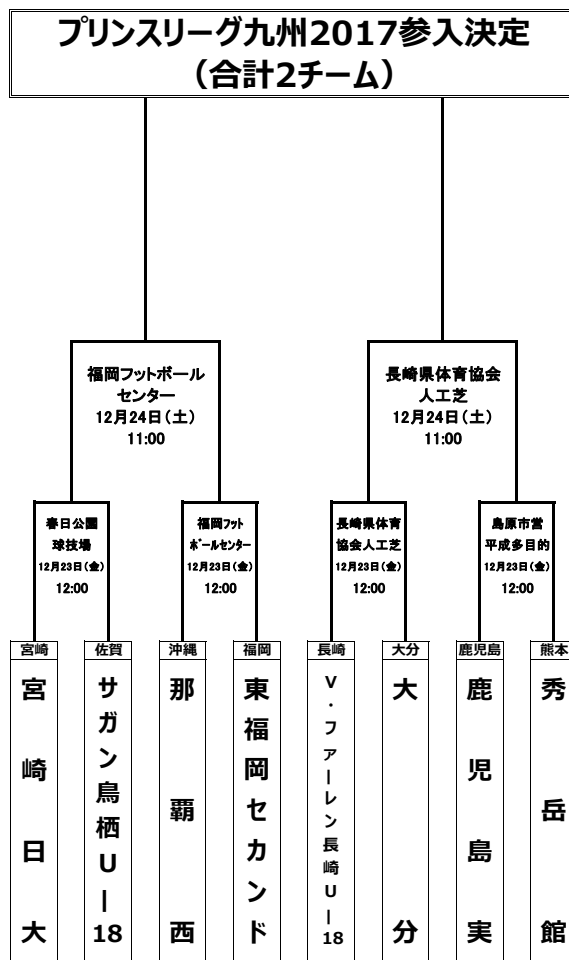 プリンスリーグ九州2017参入決定
（合計2チーム）
福岡フットボール
センター
12月24日（土）
11:00
長崎県体育協会
人工芝
12月24日（土）
11:00
春日公園
球技場
12月23日（金）
12:00
福岡フット
ボールセンター
12月23日（金）
12:00
長崎県体育
協会人工芝
12月23日（金）
12:00
島原市営
平成多目的
12月23日（金）
12:00
宮崎
佐賀
沖縄
福岡
長崎
大分
鹿児島
熊本
宮崎日大
サガン鳥栖U－18
那覇西
東福岡セカンド
V・ファーレン長崎U－18
大分
鹿児島実
秀岳館